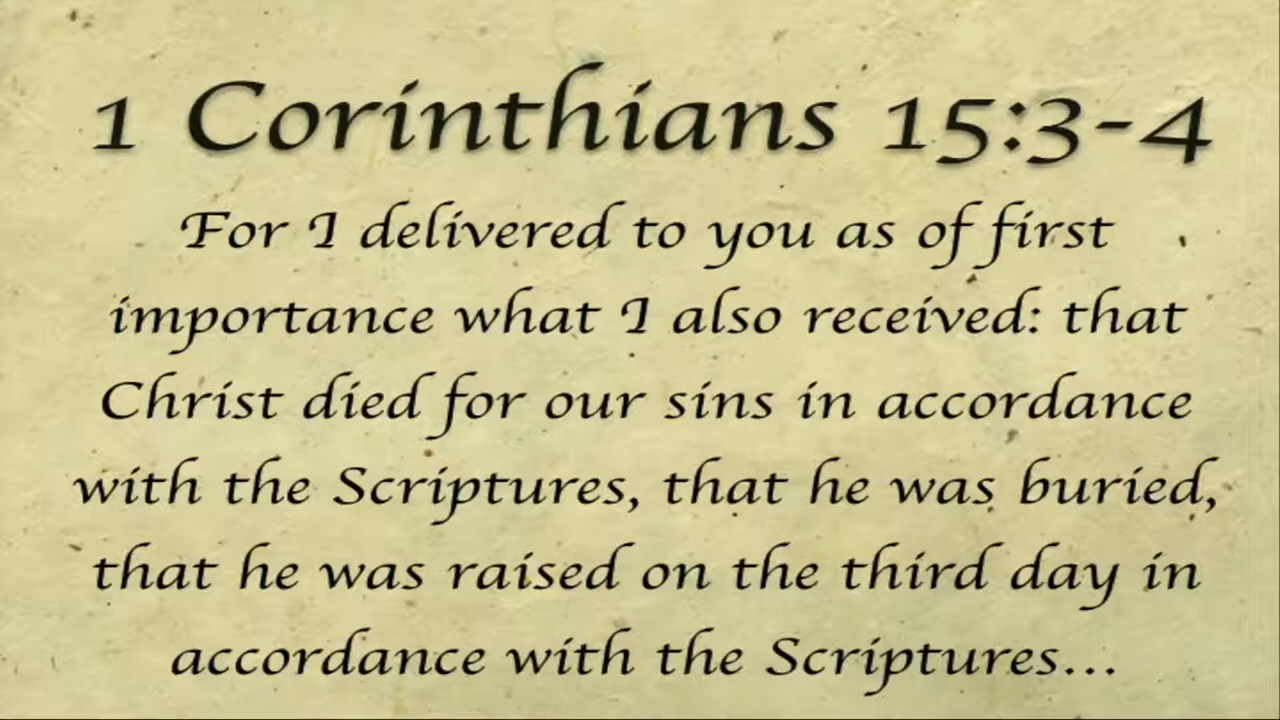 1 Corinthians 15:3-4
For I delivered to you as of first
importance what I also received: that
Christ died for our sins in accordance
with the Scriptures, that he was buried,
that he was raised on the third day in
accordance with the Scriptures...